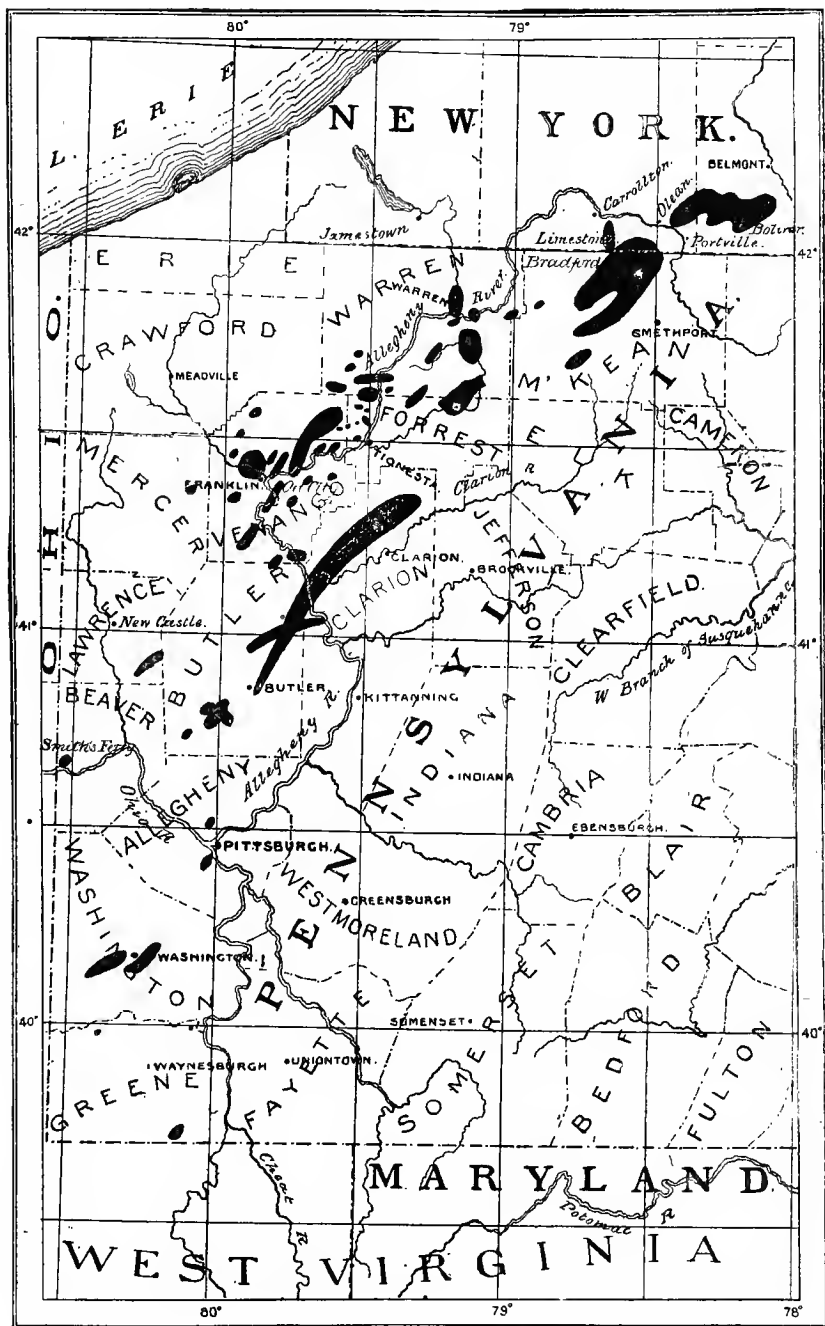 80°
79°
L. ERIE
NEW YORK.
BELMONT
Carrollton.
Olean.
Bolivar.
42°
Jamestown
Limestone
Portville.
Bradford
42°
ERE
WARREN
WARREN
River.
Allegheny
CRAWFORD
SMETHPORT
MEADVILLE
M'KEAN
CAMERON
FORREST
TIONESTA
MERCER
FRANKLIN.
Oil City
VENANGO
Clarion R
E L K
CLARION.
JEFFERSON
BROOKVILLE.
CLARION
CLEARFIELD
LAWRENCE
New Castle.
41°
BUTLER
41°
W Branch of Susquehanna
BEAVER
BUTLER
KITTANNING
OHIO.
PENNSYLVANIA.
INDIANA
INDIANA
Smith's Ferry
Allegheny R.
ALLEGHENY
Ohio R
CAMBRIA
EBENSBURGH.
BLAIR
PITTSBURGH.
WASHINGTON
WESTMORELAND
GREENSBURGH
WASHINGTON.
SOMERSET
BEDFORD
FULTON
40°
SOMERSET
40°
WAYNESBURGH
UNIONTOWN.
GREENE
FAYETTE
Cheat R
MARYLAND
Potomac R
WEST VIRGINIA
80°
79°
78°